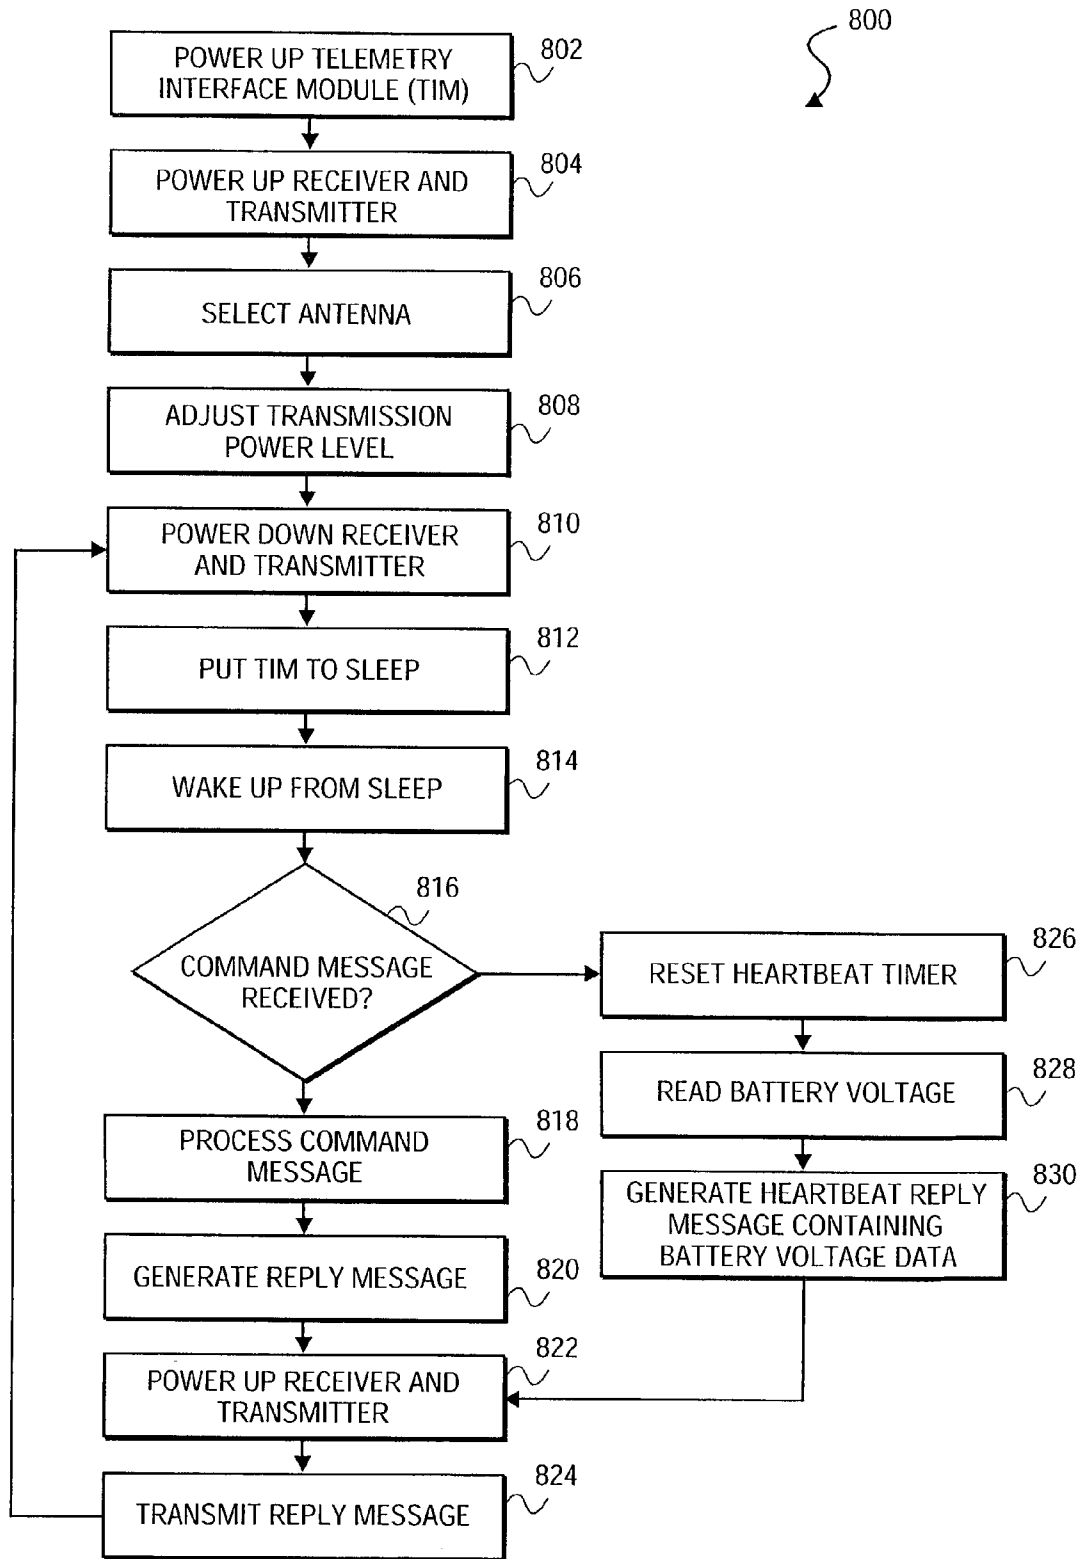 800
POWER UP TELEMETRY
INTERFACE MODULE (TIM)
802
POWER UP RECEIVER AND
TRANSMITTER
804
SELECT ANTENNA
806
ADJUST TRANSMISSION
POWER LEVEL
808
POWER DOWN RECEIVER
AND TRANSMITTER
810
PUT TIM TO SLEEP
812
WAKE UP FROM SLEEP
814
COMMAND MESSAGE
RECEIVED?
816
PROCESS COMMAND
MESSAGE
818
GENERATE REPLY MESSAGE
820
POWER UP RECEIVER AND
TRANSMITTER
822
TRANSMIT REPLY MESSAGE
824
RESET HEARTBEAT TIMER
826
READ BATTERY VOLTAGE
828
GENERATE HEARTBEAT REPLY
MESSAGE CONTAINING
BATTERY VOLTAGE DATA
830